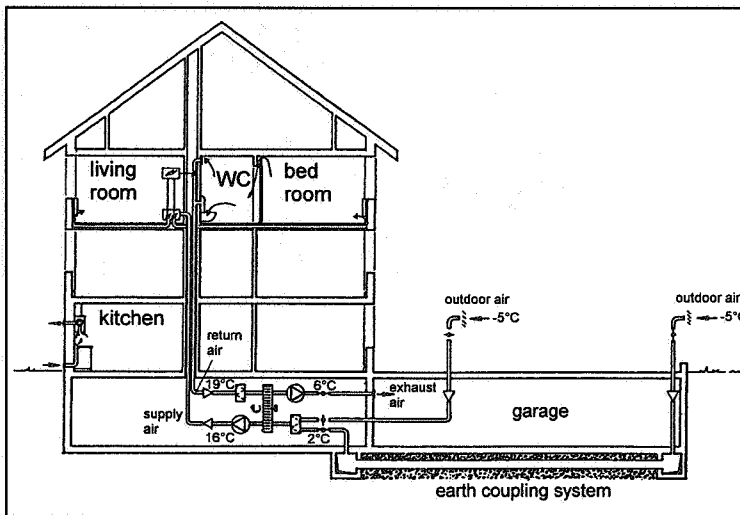 living
room
WC
bed
room
kitchen
outdoor air
-5°C
outdoor air
-5°C
return
air
19°C
6°C
exhaust
air
supply
air
16°C
2°C
garage
earth coupling system